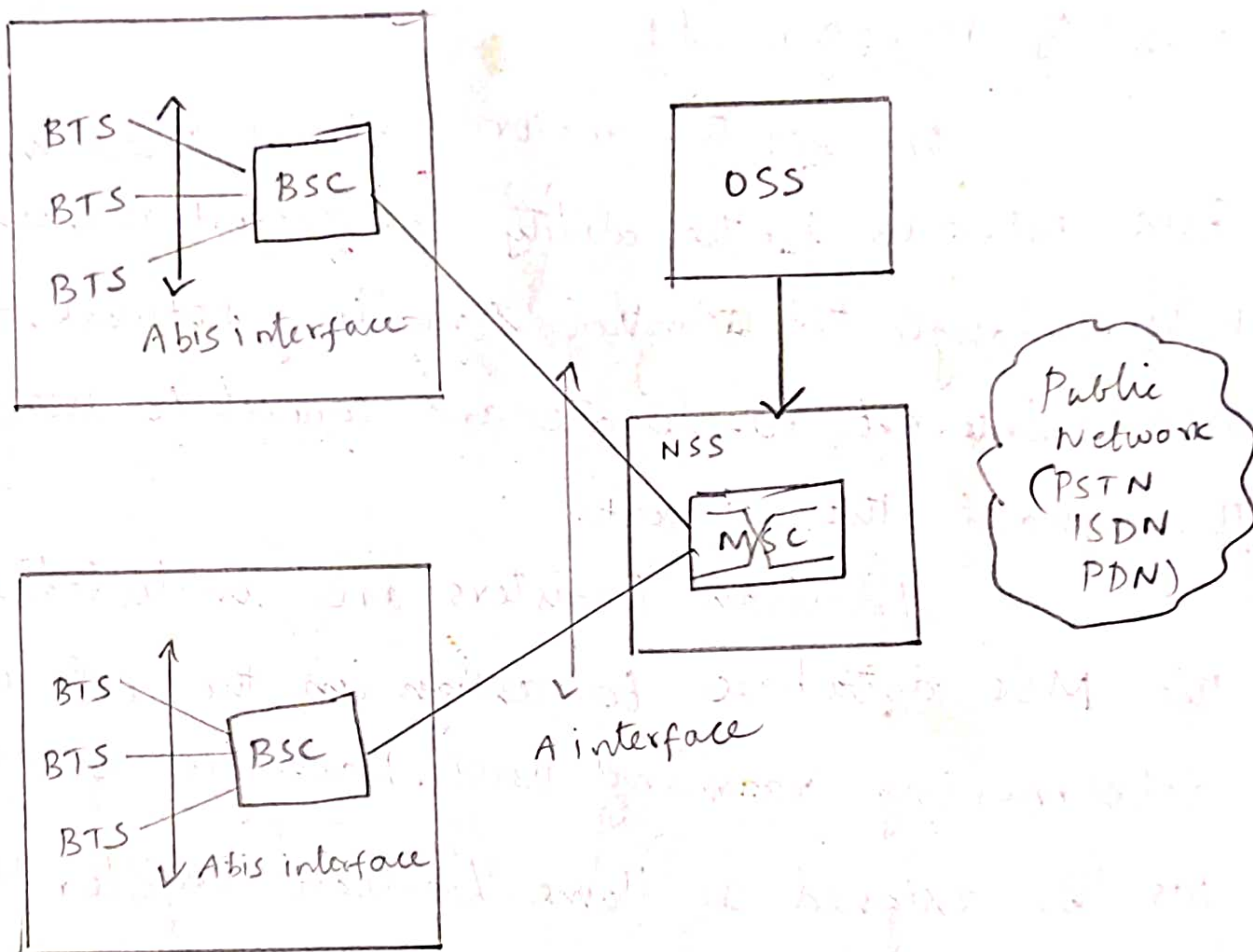 BTS
BTS
BTS
BSC
Abis interface
OSS
NSS
MSC
Public
Network
(PSTN
ISDN
PDN)
A interface
BTS
BTS
BTS
BSC
Abis interface